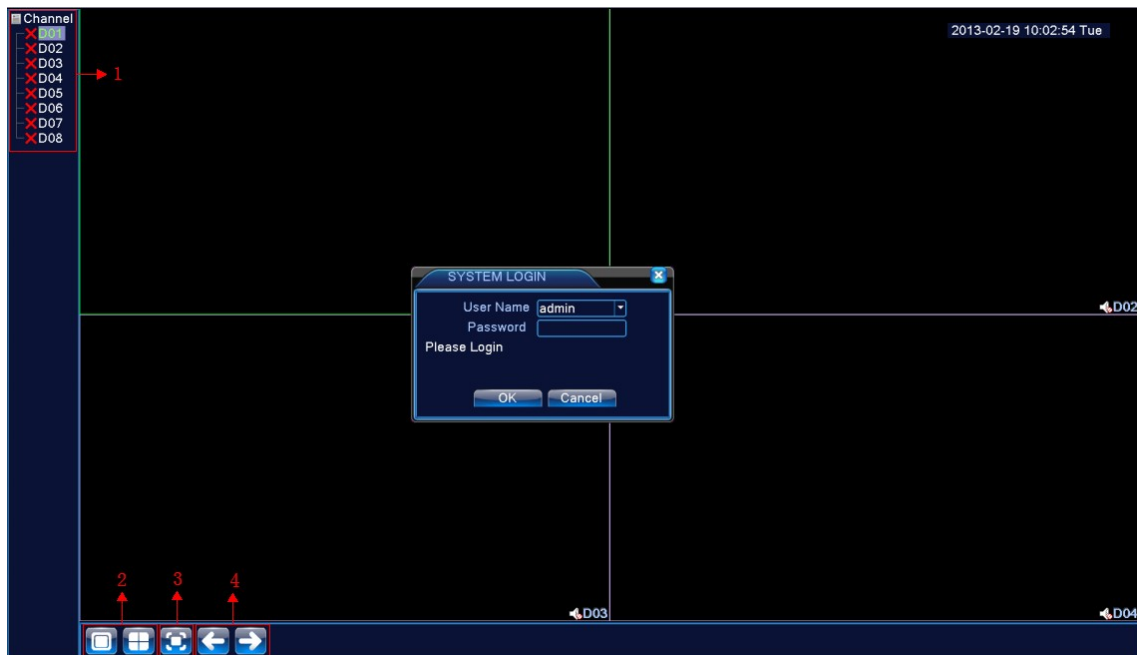 Channel
D01
D02
D03
D04
D05
D06
D07
D08
1
2013-02-19 10:02:54 Tue
SYSTEM LOGIN
User Name admin
Password
Please Login
OK Cancel
D02
D03
D04
2 3 4